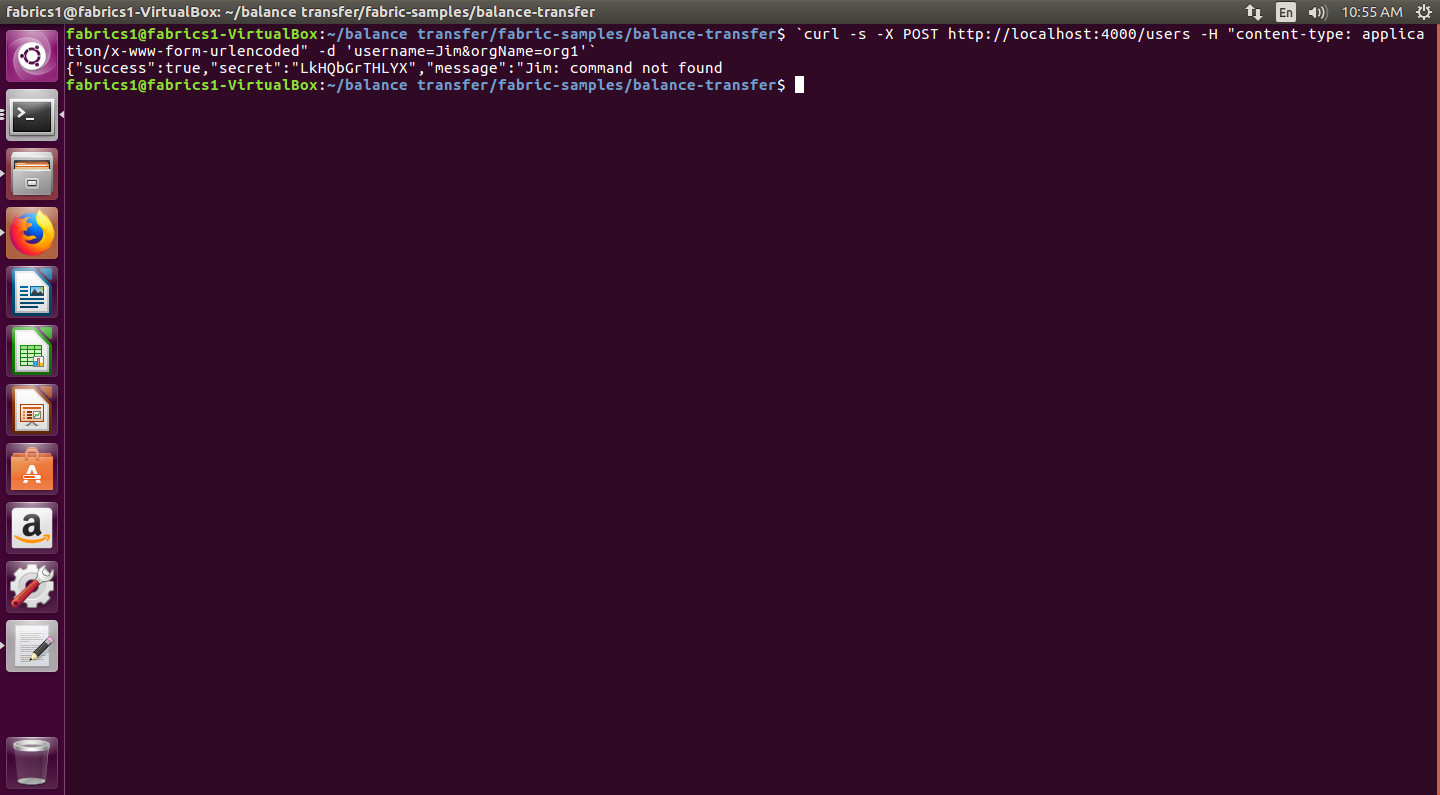 fabrics1@fabrics1-VirtualBox: ~/balance transfer/fabric-samples/balance-transfer
En
10:55 AM
fabrics1@fabrics1-VirtualBox:~/balance transfer/fabric-samples/balance-transfer$ `curl -s -X POST http://localhost:4000/users -H "content-type: applica
tion/x-www-form-urlencoded" -d 'username=Jim&orgName=org1'`
{"success":true,"secret":"LkHQbGrTHLYX","message":"Jim: command not found
fabrics1@fabrics1-VirtualBox:~/balance transfer/fabric-samples/balance-transfer$